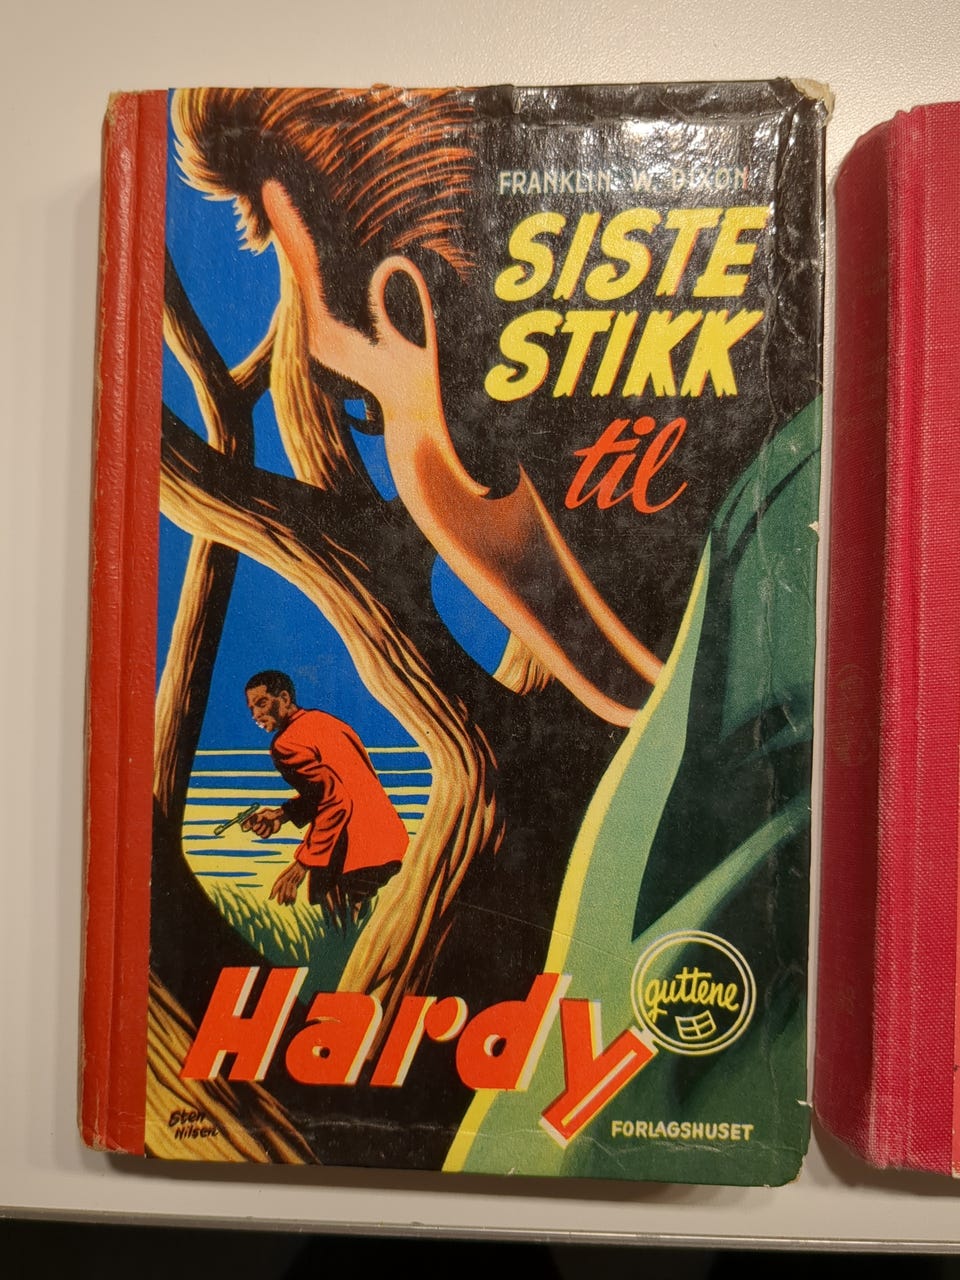 FRANKLIN W. DIXON
SISTE
STIKK
til
Hardy
guttene
Sten
Nilsen
FORLAGSHUSET